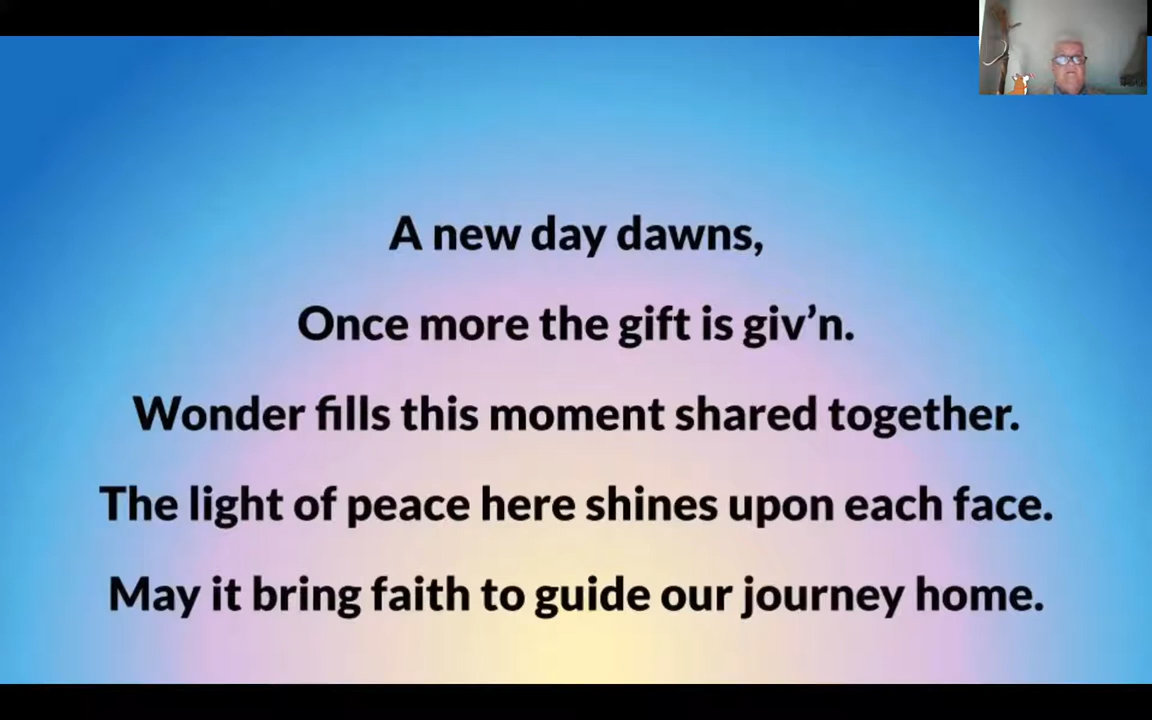 A new day dawns,
Once more the gift is giv’n.
Wonder fills this moment shared together.
The light of peace here shines upon each face.
May it bring faith to guide our journey home.